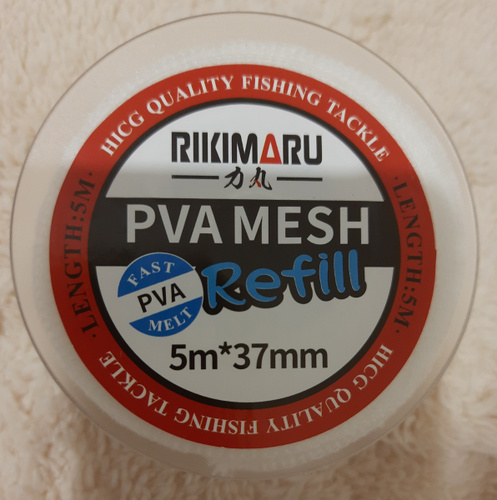 HICG QUALITY FISHING TACKLE
RIKIMARU
力丸
PVA MESH
Refill
FAST
PVA
MELT
5m*37mm
·LENGTH:5M·
·LENGTH:5M·
HICG QUALITY FISHING TACKLE